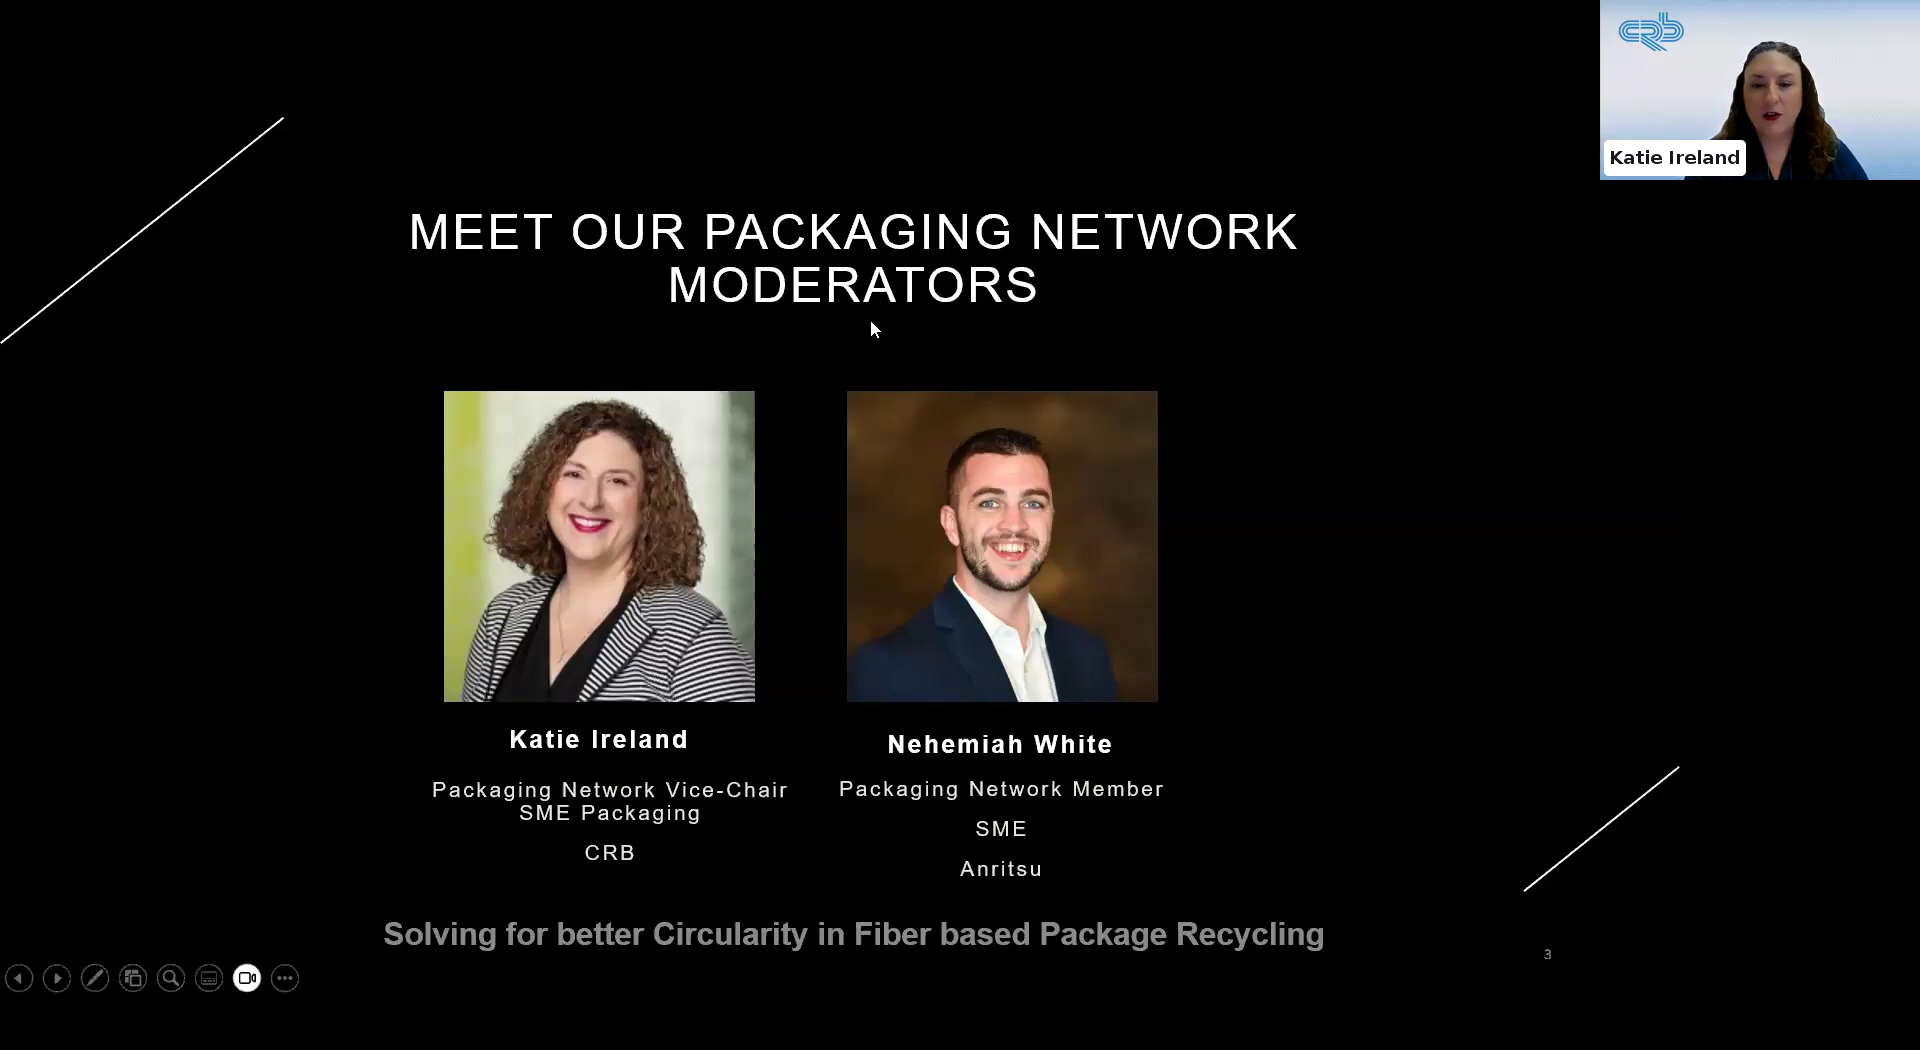 CRB
Katie Ireland
MEET OUR PACKAGING NETWORK
MODERATORS
Katie Ireland
Packaging Network Vice-Chair
SME Packaging
CRB
Nehemiah White
Packaging Network Member
SME
Anritsu
Solving for better Circularity in Fiber based Package Recycling
3